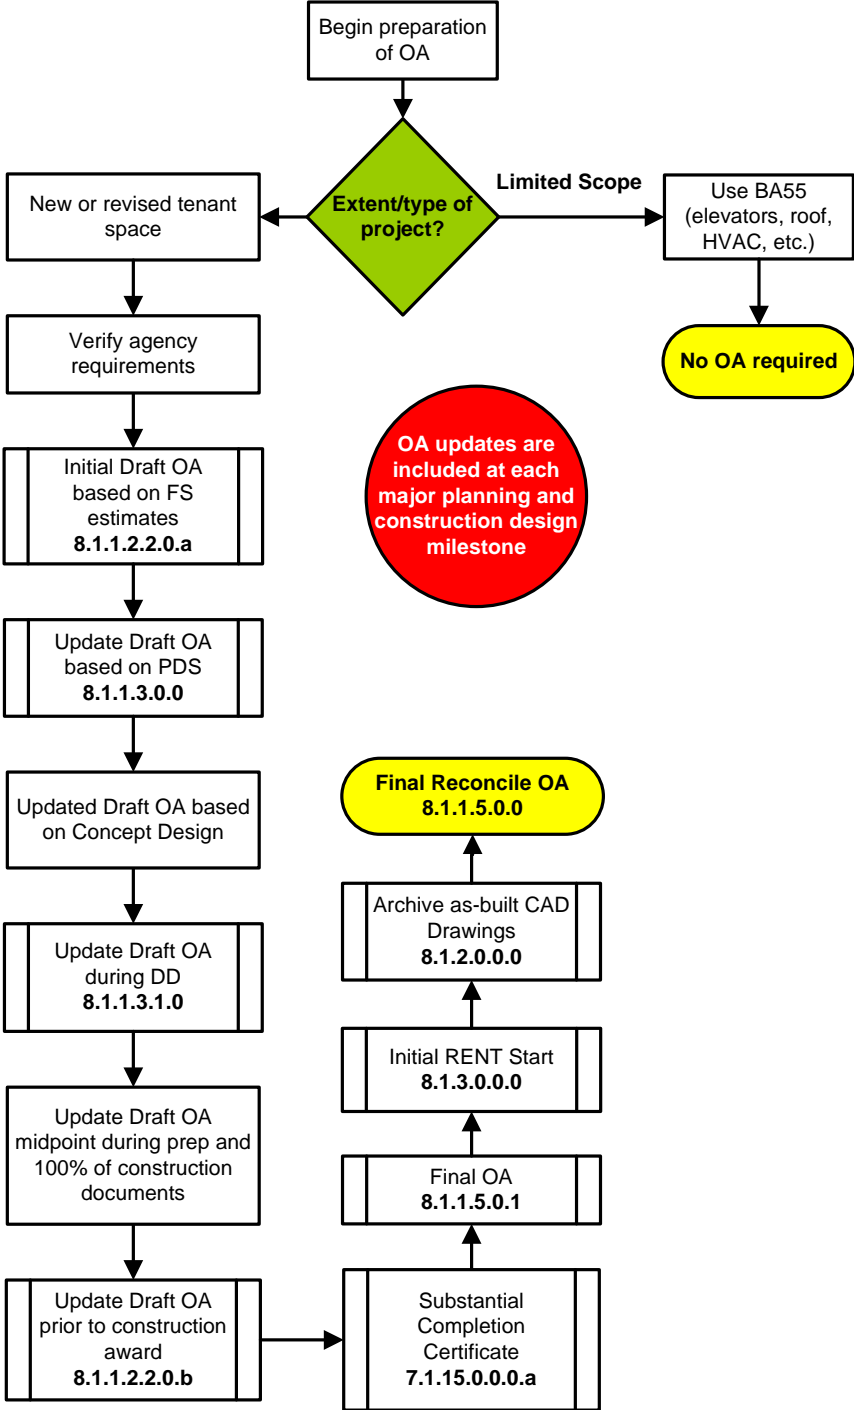 Begin preparation
of OA
Extent/type of
project?
Limited Scope
Use BA55
(elevators, roof,
HVAC, etc.)
No OA required
New or revised tenant
space
Verify agency
requirements
Initial Draft OA
based on FS
estimates
8.1.1.2.2.0.a
OA updates are
included at each
major planning and
construction design
milestone
Update Draft OA
based on PDS
8.1.1.3.0.0
Updated Draft OA based
on Concept Design
Update Draft OA
during DD
8.1.1.3.1.0
Update Draft OA
midpoint during prep and
100% of construction
documents
Update Draft OA
prior to construction
award
8.1.1.2.2.0.b
Substantial
Completion
Certificate
7.1.15.0.0.0.a
Final OA
8.1.1.5.0.1
Initial RENT Start
8.1.3.0.0.0
Archive as-built CAD
Drawings
8.1.2.0.0.0
Final Reconcile OA
8.1.1.5.0.0